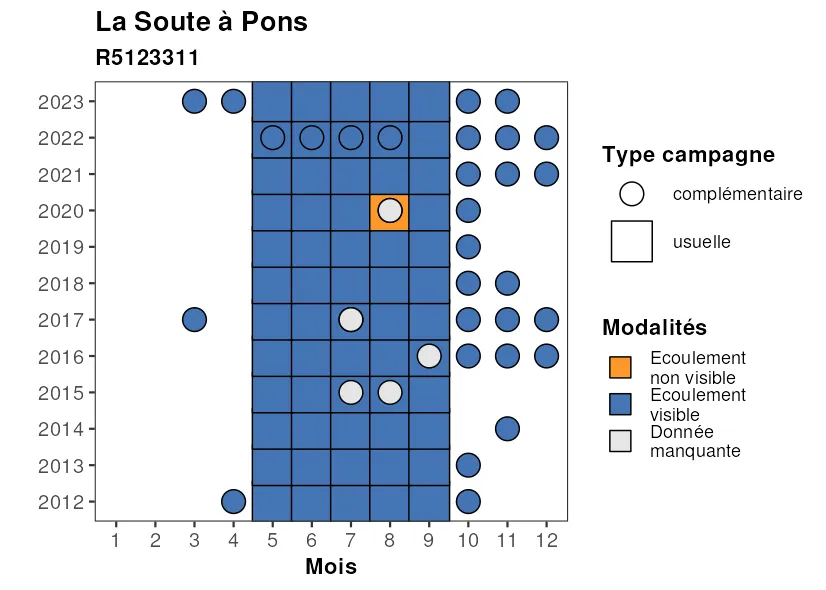 La Soute à Pons
R5123311
2023
2022
2021
2020
2019
2018
2017
2016
2015
2014
2013
2012
1 2 3 4 5 6 7 8 9 10 11 12
Mois
Type campagne
complémentaire
usuelle
Modalités
Ecoulement
non visible
Ecoulement
visible
Donnée
manquante